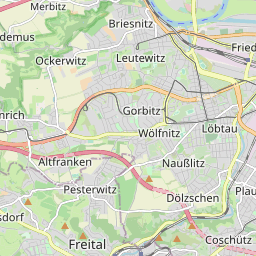 Merbitz
demus
Briesnitz
Fried
Ockerwitz
Leutewitz
nrich
Gorbitz
Wölfnitz
Löbtau
Altfranken
Naußlitz
Pesterwitz
Plau
Dölzschen
sdorf
Freital
Coschütz